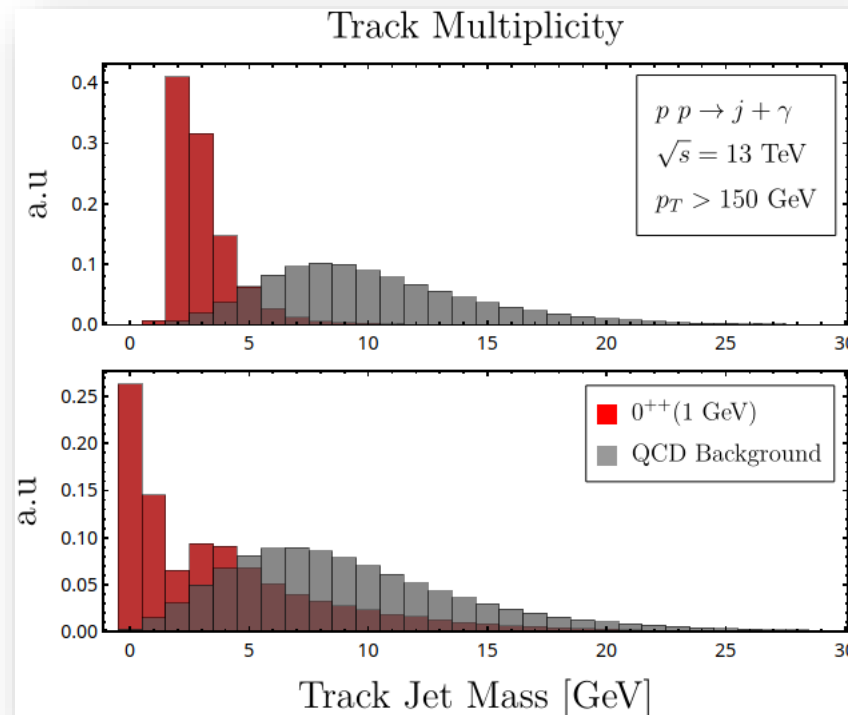 Track Multiplicity
a.u
0.4
0.3
0.2
0.1
0.0
p p → j + γ
√s = 13 TeV
p_T > 150 GeV
0 5 10 15 20 25 30
a.u
0.25
0.20
0.15
0.10
0.05
0.00
0⁺⁺(1 GeV)
QCD Background
0 5 10 15 20 25 30
Track Jet Mass [GeV]